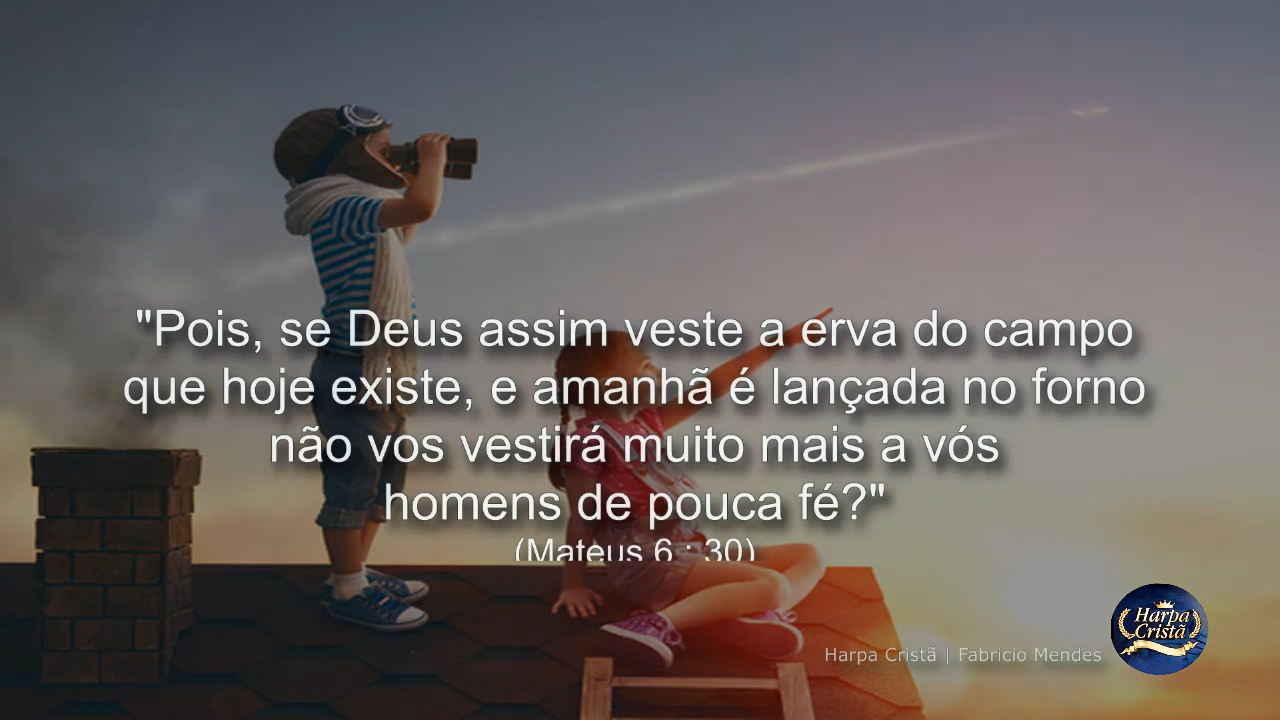 "Pois, se Deus assim veste a erva do campo
que hoje existe, e amanhã é lançada no forno
não vos vestirá muito mais a vós
homens de pouca fé?"
(Mateus 6 : 30)
Harpa Cristã | Fabricio Mendes
Harpa
Cristã